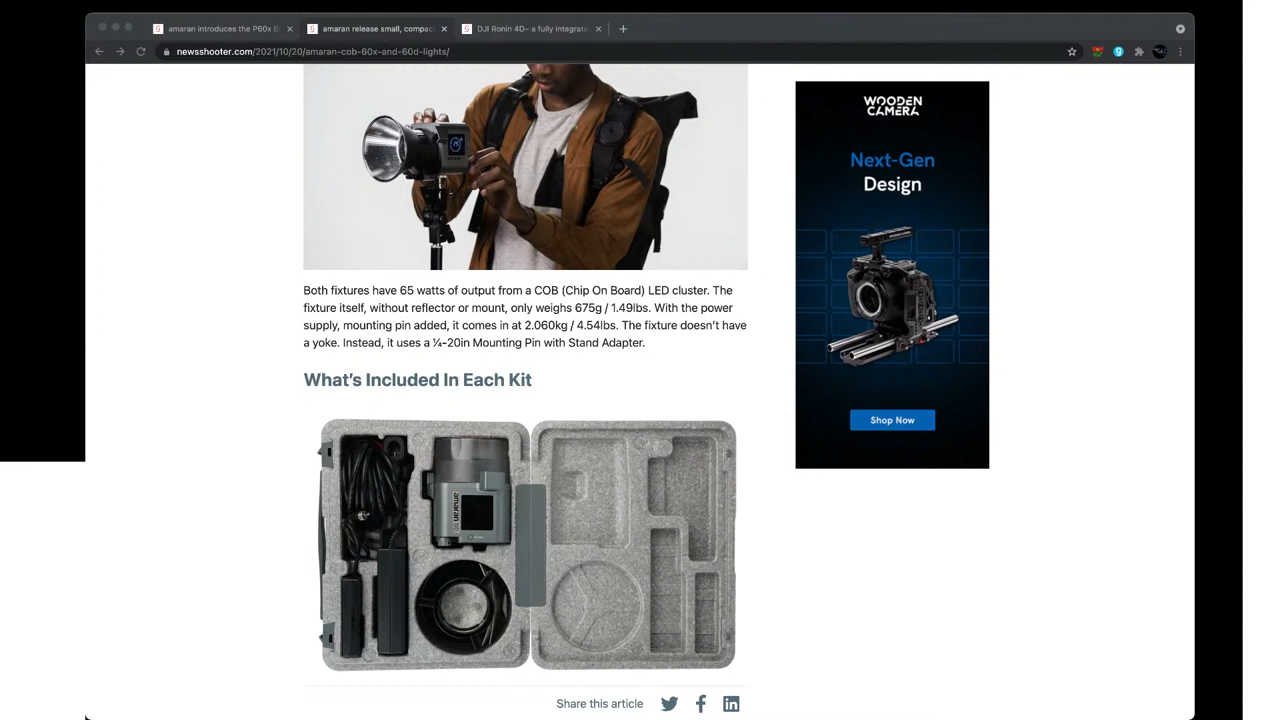 amaran introduces the P60x B
amaran release small, compac
DJI Ronin 4D– a fully integrate
newsshooter.com/2021/10/20/amaran-cob-60x-and-60d-lights/
WOODEN
CAMERA
Next-Gen
Design
Shop Now
Both fixtures have 65 watts of output from a COB (Chip On Board) LED cluster. The
fixture itself, without reflector or mount, only weighs 675g / 1.49lbs. With the power
supply, mounting pin added, it comes in at 2.060kg / 4.54lbs. The fixture doesn't have
a yoke. Instead, it uses a ¼-20in Mounting Pin with Stand Adapter.
What's Included In Each Kit
amaran
Share this article